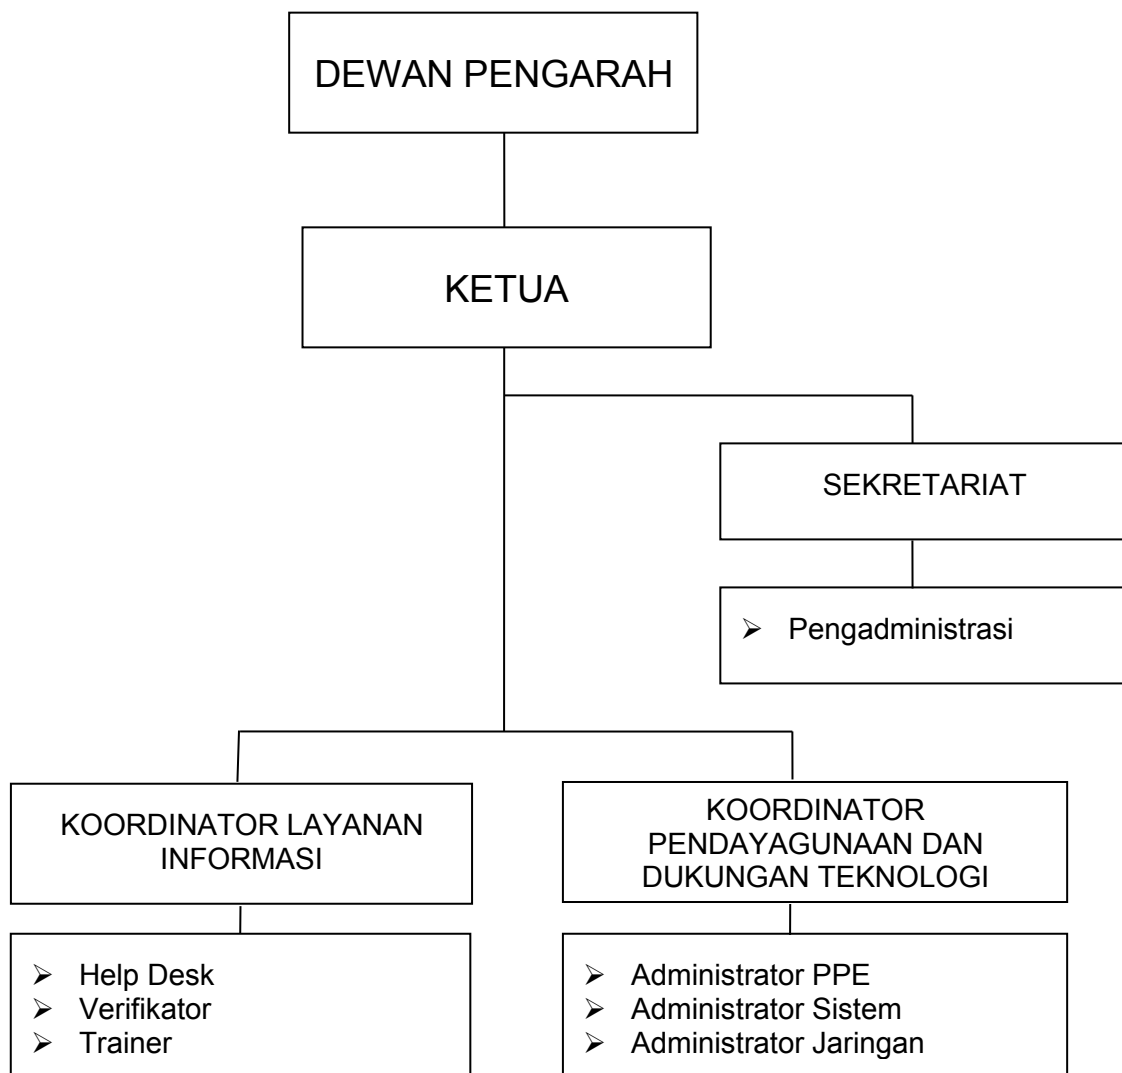 DEWAN PENGARAH
KETUA
SEKRETARIAT
➢ Pengadministrasi
KOORDINATOR LAYANAN
INFORMASI
➢ Help Desk
➢ Verifikator
➢ Trainer
KOORDINATOR
PENDAYAGUNAAN DAN
DUKUNGAN TEKNOLOGI
➢ Administrator PPE
➢ Administrator Sistem
➢ Administrator Jaringan